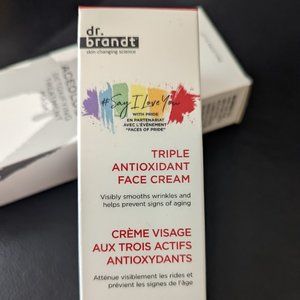 dr.
brandt
skin changing science
#SayILoveYou
WITH PRIDE
EN PARTENARIAT
AVEC L'ÉVÉNEMENT
"FACES OF PRIDE"
TRIPLE
ANTIOXIDANT
FACE CREAM
Visibly smooths wrinkles and
helps prevent signs of aging
CRÈME VISAGE
AUX TROIS ACTIFS
ANTIOXYDANTS
Atténue visiblement les rides et
prévient les signes de l'âge